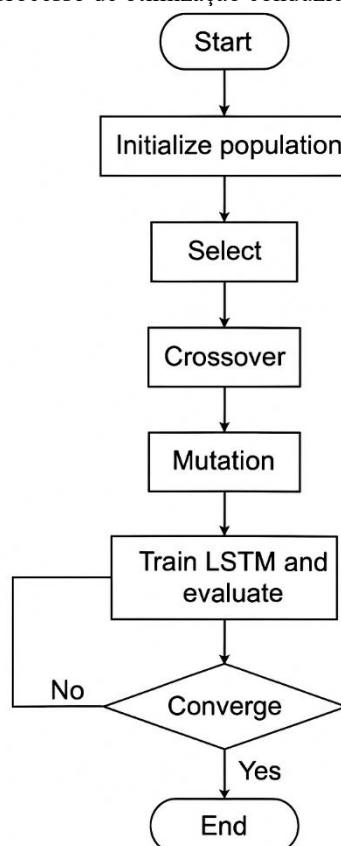 Start
Initialize population
Select
Crossover
Mutation
Train LSTM and
evaluate
No
Converge
Yes
End